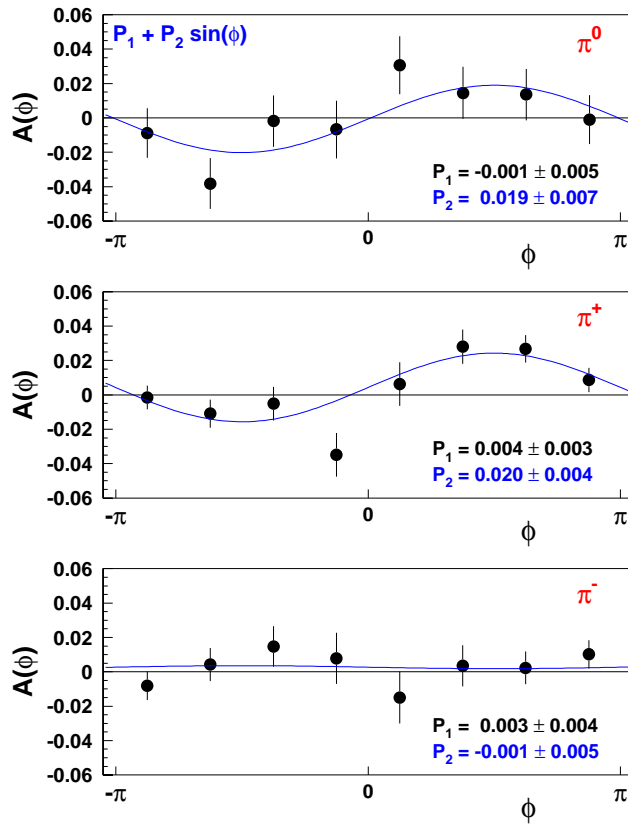 0.06
P₁ + P₂ sin(ϕ)
π⁰
0.04
0.02
0
-0.02
-0.04
-0.06
A(ϕ)
P₁ = -0.001 ± 0.005
P₂ = 0.019 ± 0.007
-π
0
π
ϕ
0.06
π⁺
0.04
0.02
0
-0.02
-0.04
-0.06
A(ϕ)
P₁ = 0.004 ± 0.003
P₂ = 0.020 ± 0.004
-π
0
π
ϕ
0.06
π⁻
0.04
0.02
0
-0.02
-0.04
-0.06
A(ϕ)
P₁ = 0.003 ± 0.004
P₂ = -0.001 ± 0.005
-π
0
π
ϕ